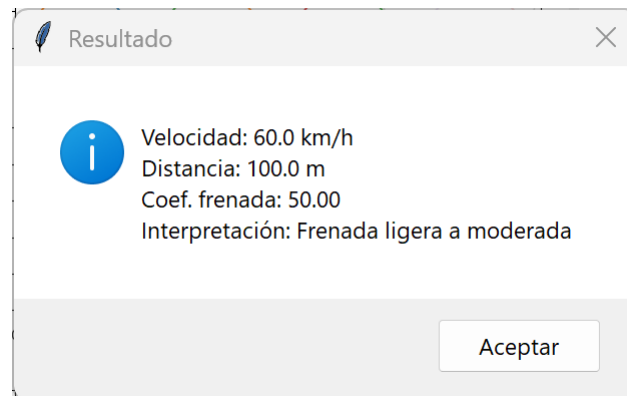 Resultado
Velocidad: 60.0 km/h
Distancia: 100.0 m
Coef. frenada: 50.00
Interpretación: Frenada ligera a moderada
Aceptar